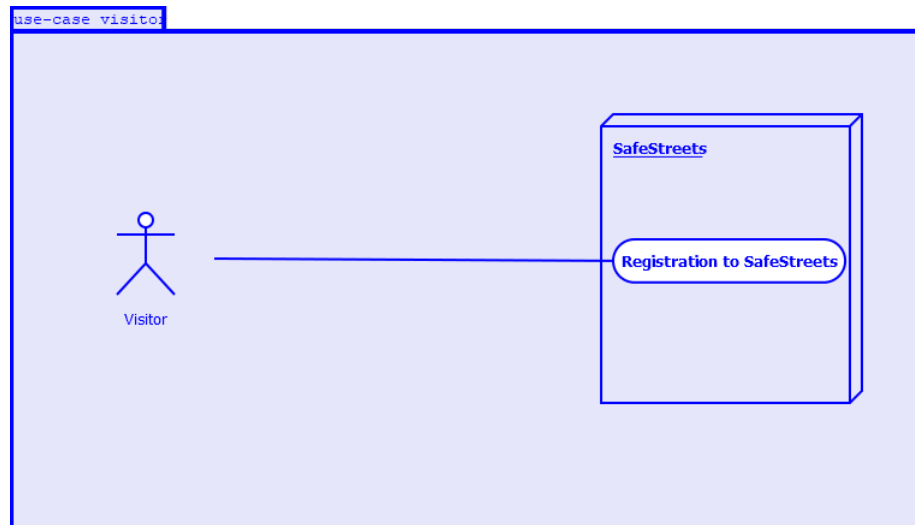 use-case visitor
SafeStreets
Registration to SafeStreets
Visitor